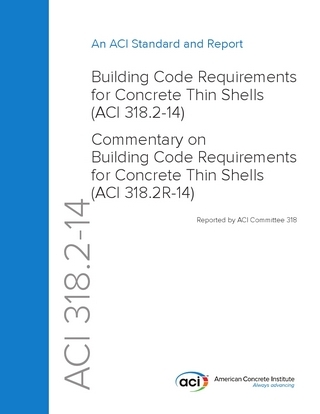 An ACI Standard and Report
Building Code Requirements
for Concrete Thin Shells
(ACI 318.2-14)
Commentary on
Building Code Requirements
for Concrete Thin Shells
(ACI 318.2R-14)
Reported by ACI Committee 318
ACI 318.2-14
aci
American Concrete Institute
Always advancing